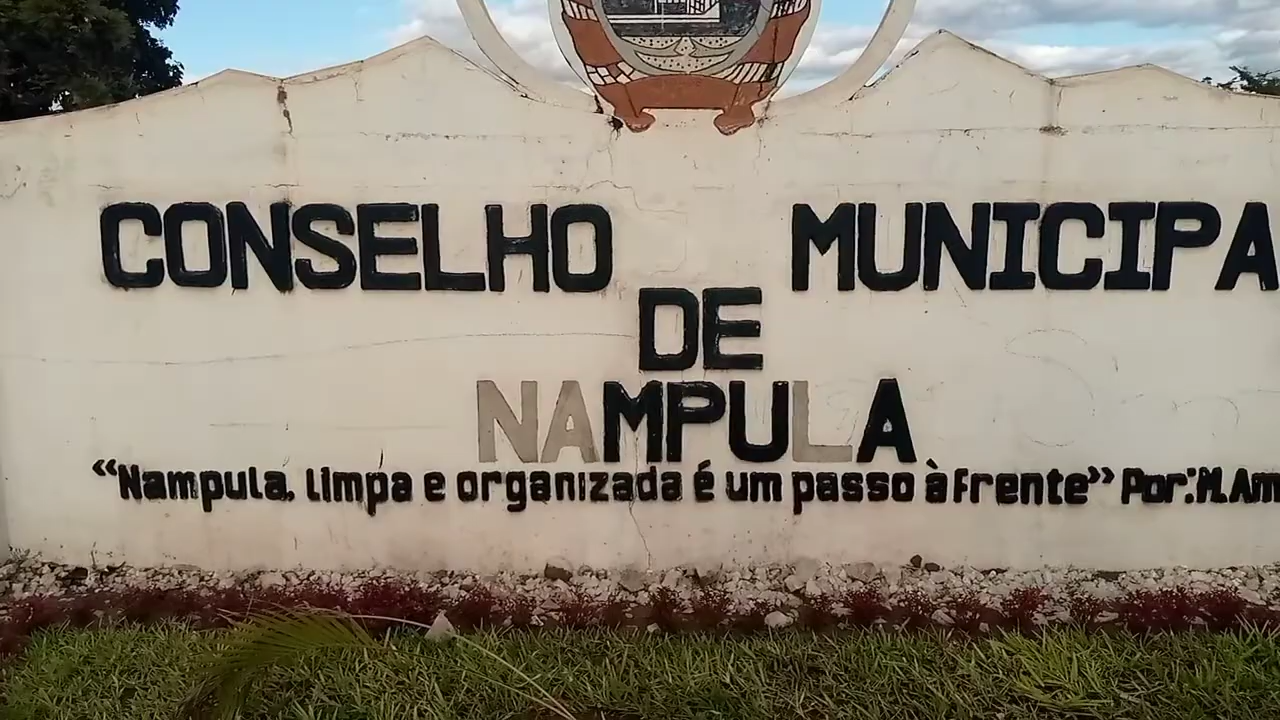 CONSELHO MUNICIPA
DE
NAMPULA
“Nampula, limpa e organizada é um passo à frente” Por: M. Am